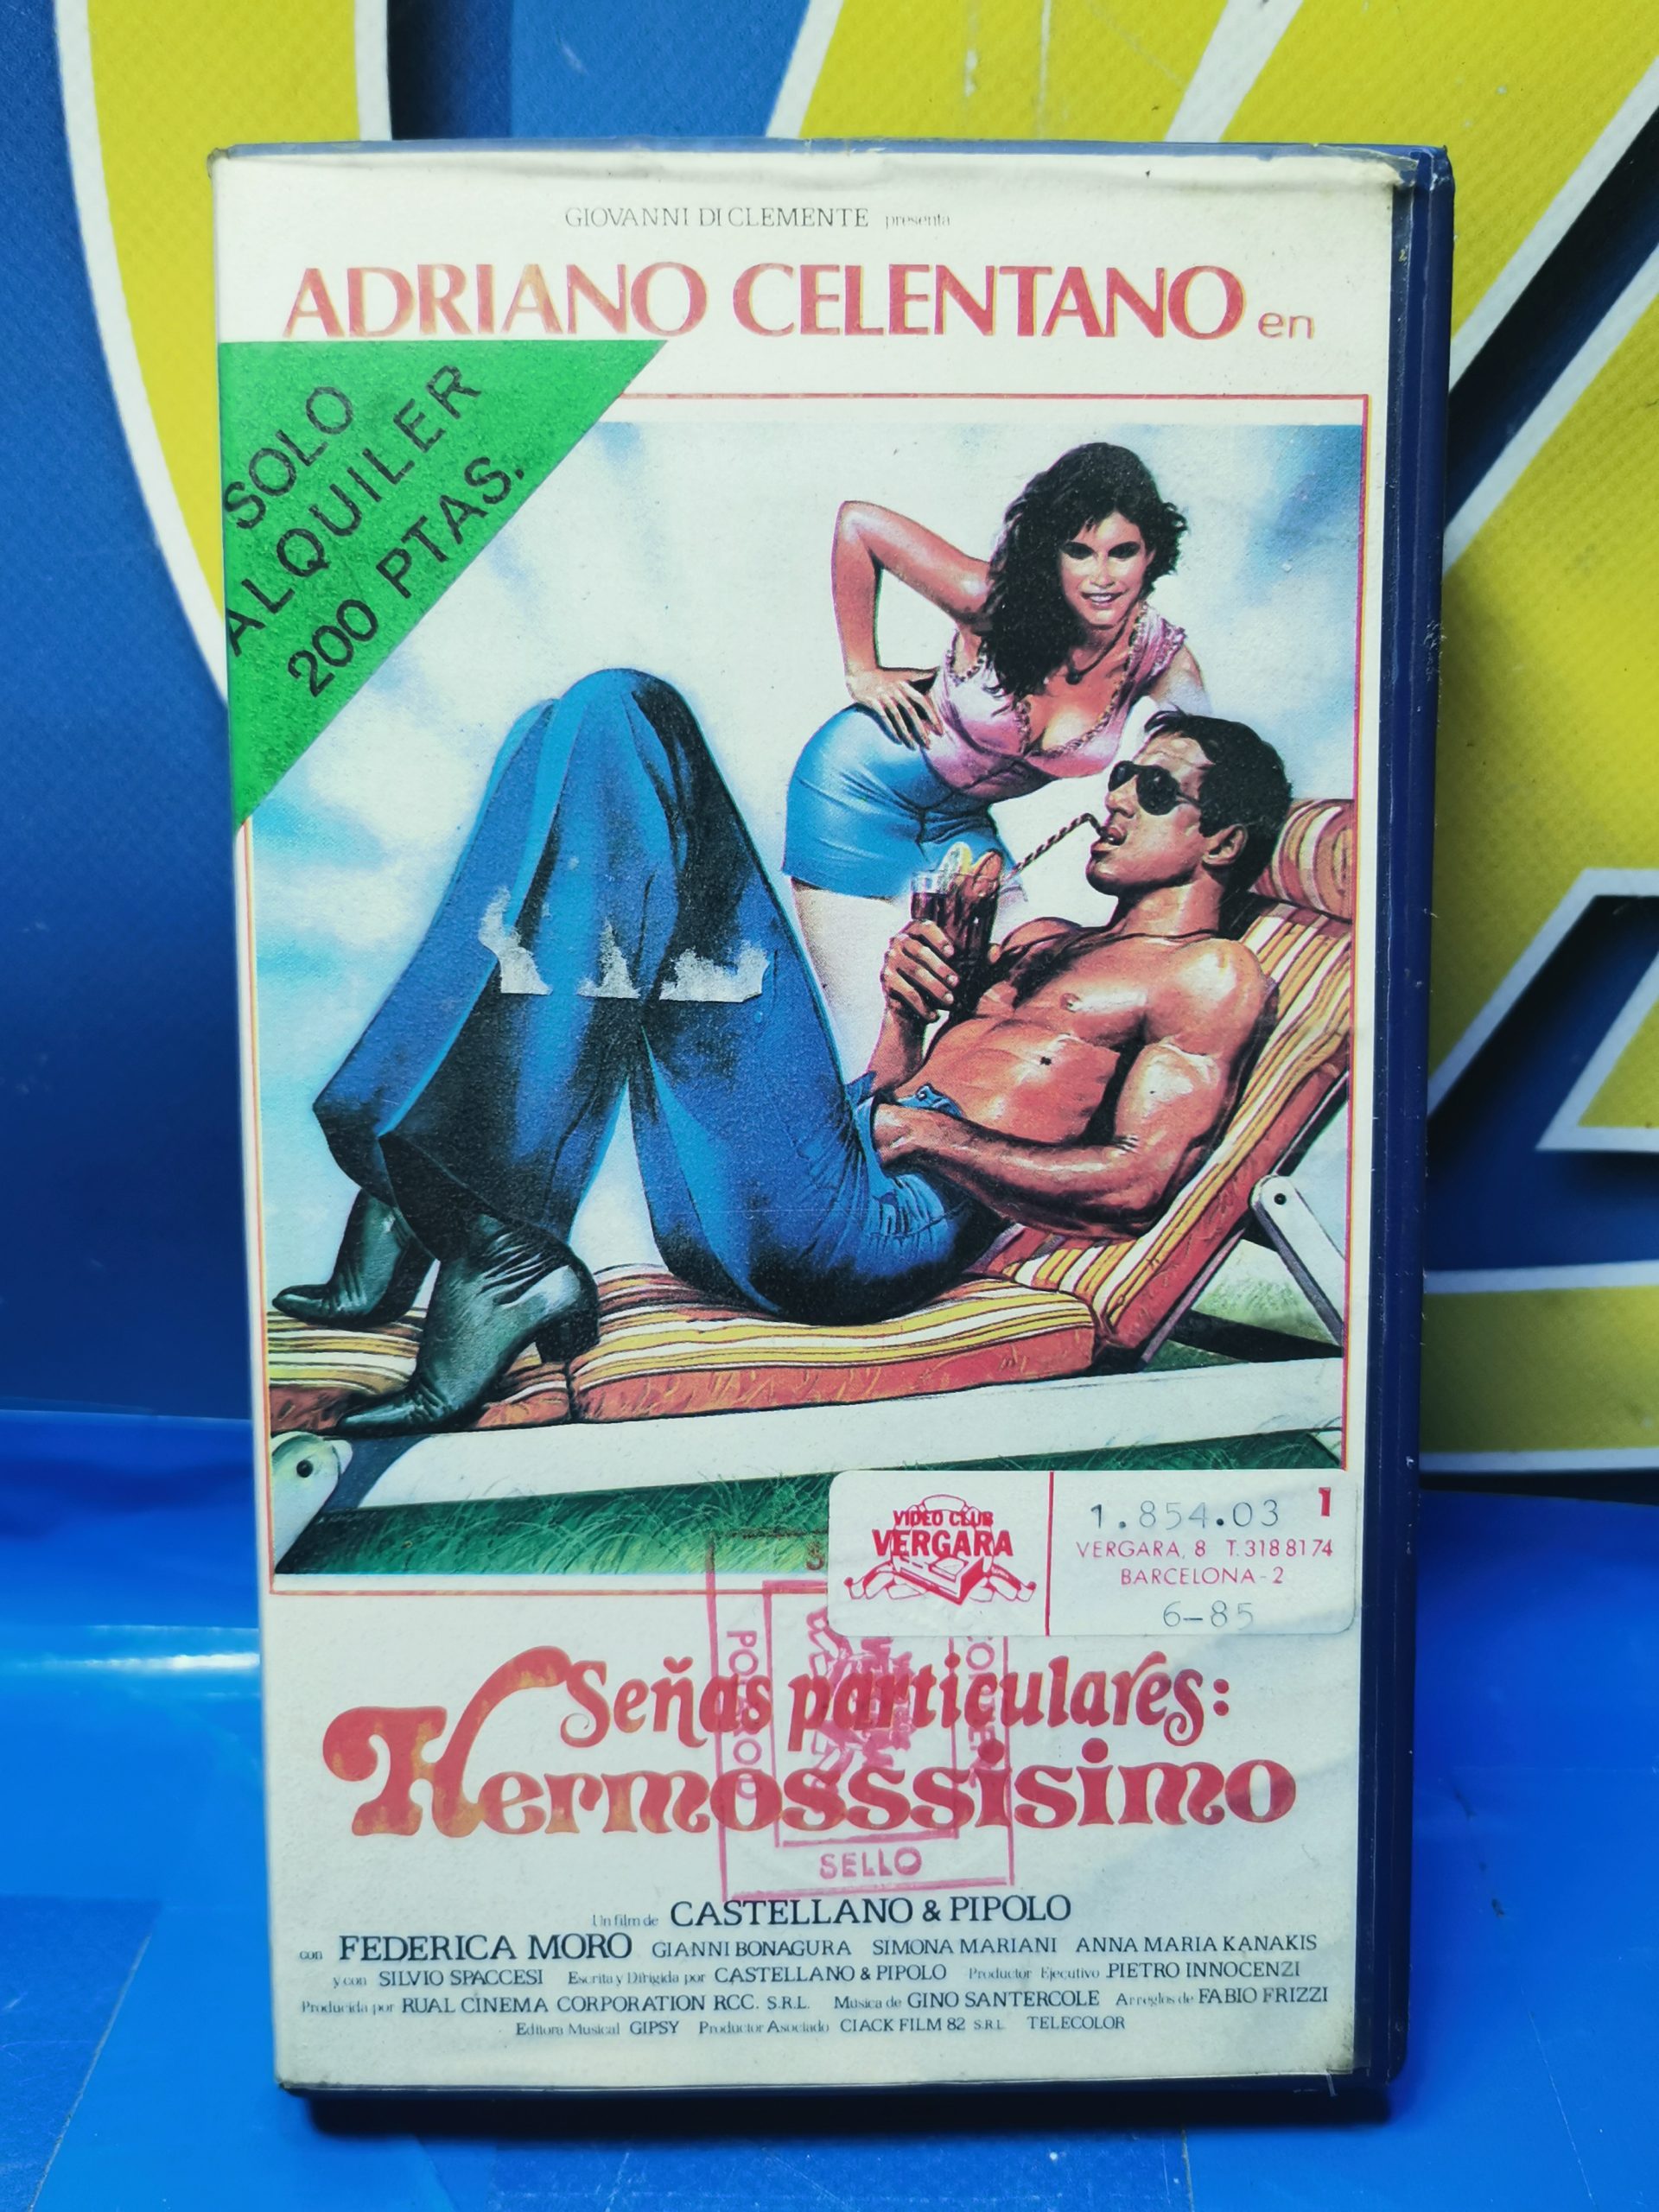 GIOVANNI DI CLEMENTE presenta
ADRIANO CELENTANO en
SOLO
ALQUILER
200 PTAS.
VIDEO CLUB
VERGARA
1.854.03 1
VERGARA, 8 T.3188174
BARCELONA-2
6-85
Señas particulares:
Hermosssisimo
SELLO
Un film de CASTELLANO & PIPOLO
con FEDERICA MORO GIANNI BONAGURA SIMONA MARIANI ANNA MARIA KANAKIS
y con SILVIO SPACCESI Escrita y Dirigida por CASTELLANO & PIPOLO Productor Ejecutivo PIETRO INNOCENZI
Producida por RUAL CINEMA CORPORATION RCC. S.R.L. Musica de GINO SANTERCOLE Arreglos de FABIO FRIZZI
Editora Musical GIPSY Productor Asociado CIACK FILM 82 S.R.L. TELECOLOR